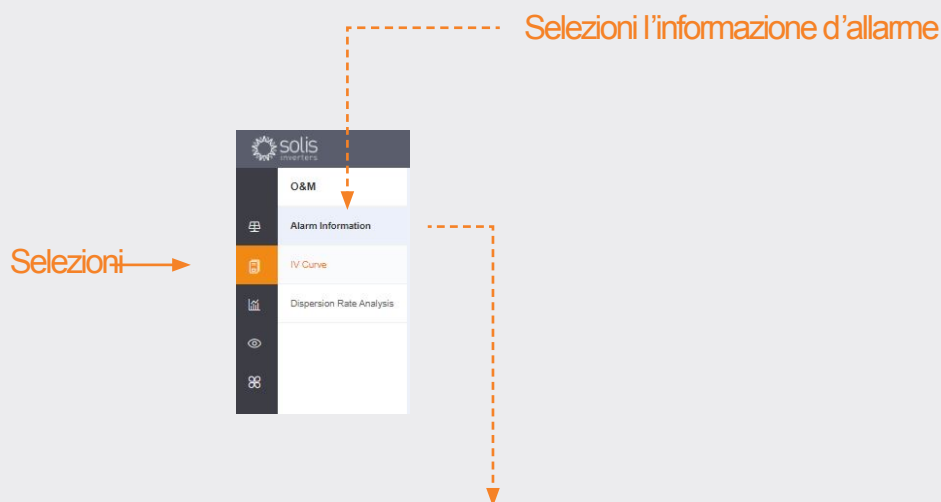 Selezioni l’informazione d’allarme
solis
inverters
O&M
Alarm Information
Selezioni
IV Curve
Dispersion Rate Analysis